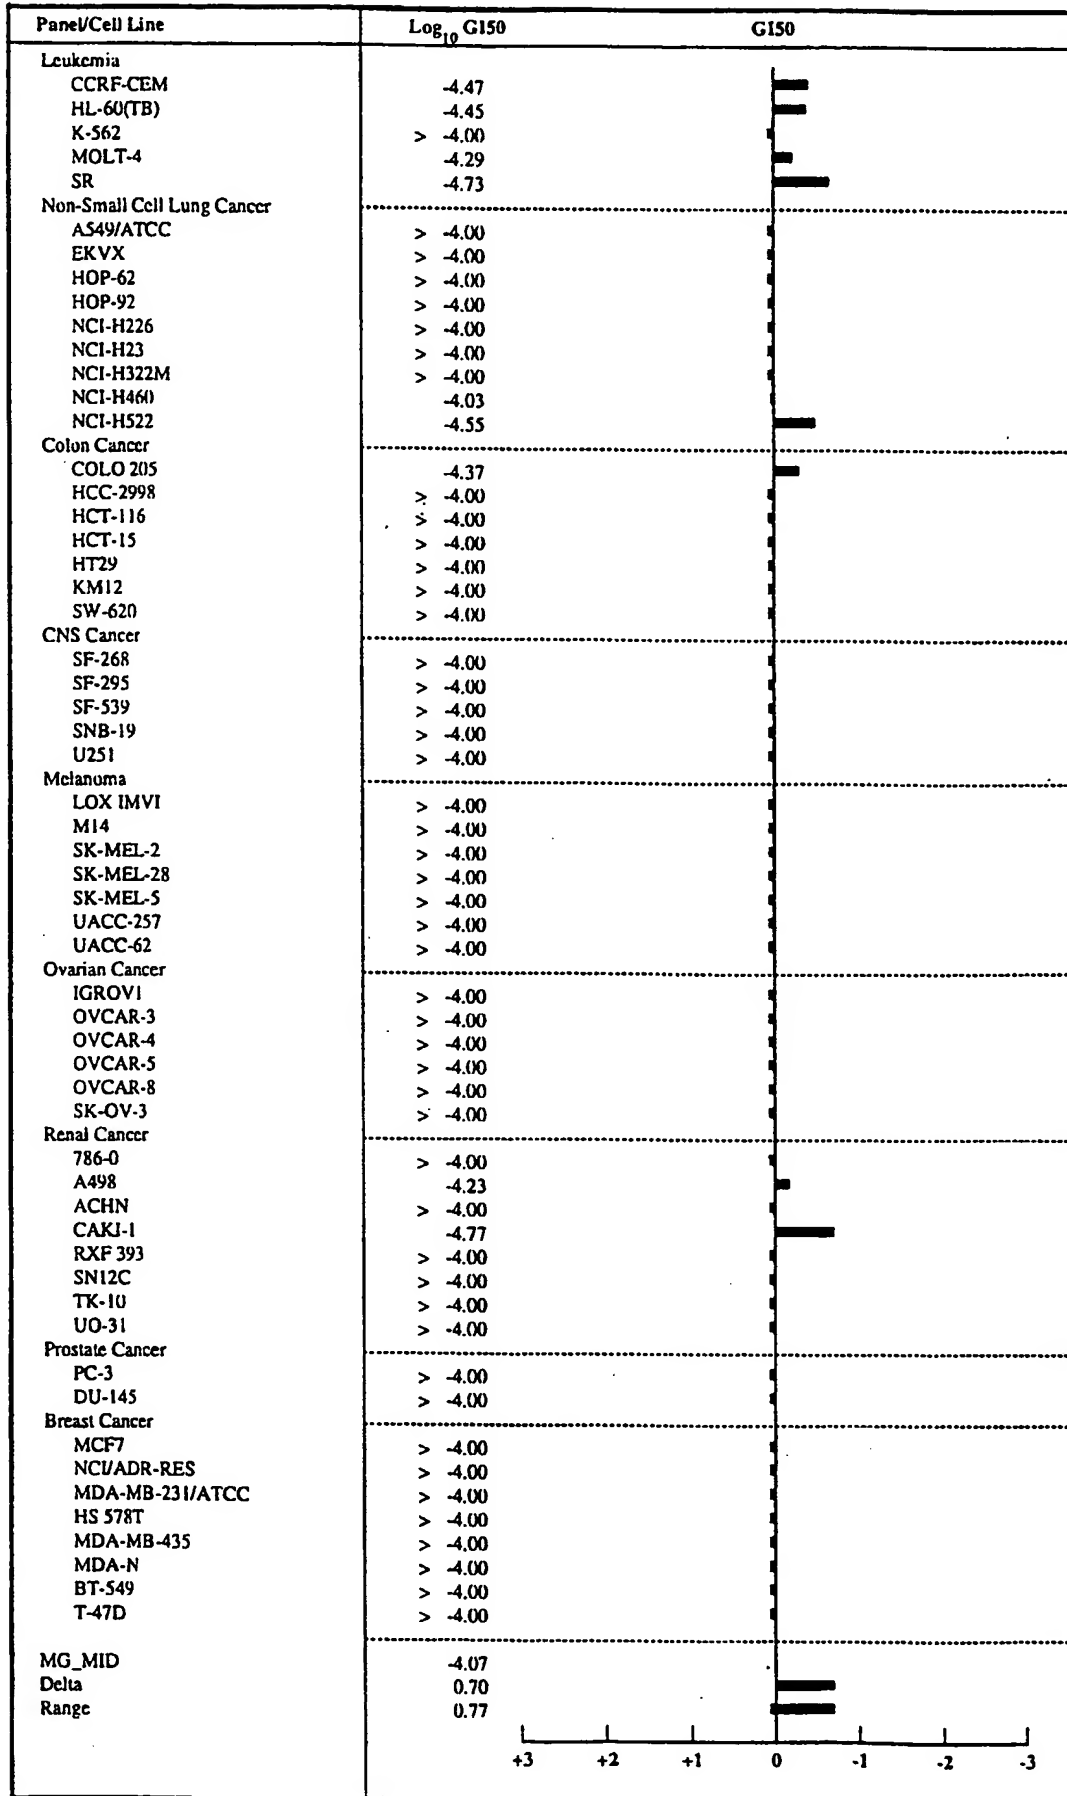 Panel/Cell Line Log10 GI50 GI50
Leukemia
CCRF-CEM -4.47
HL-60(TB) -4.45
K-562 > -4.00
MOLT-4 -4.29
SR -4.73
Non-Small Cell Lung Cancer
A549/ATCC > -4.00
EKVX > -4.00
HOP-62 > -4.00
HOP-92 > -4.00
NCI-H226 > -4.00
NCI-H23 > -4.00
NCI-H322M > -4.00
NCI-H460 -4.03
NCI-H522 -4.55
Colon Cancer
COLO 205 -4.37
HCC-2998 > -4.00
HCT-116 > -4.00
HCT-15 > -4.00
HT29 > -4.00
KM12 > -4.00
SW-620 > -4.00
CNS Cancer
SF-268 > -4.00
SF-295 > -4.00
SF-539 > -4.00
SNB-19 > -4.00
U251 > -4.00
Melanoma
LOX IMVI > -4.00
M14 > -4.00
SK-MEL-2 > -4.00
SK-MEL-28 > -4.00
SK-MEL-5 > -4.00
UACC-257 > -4.00
UACC-62 > -4.00
Ovarian Cancer
IGROV1 > -4.00
OVCAR-3 > -4.00
OVCAR-4 > -4.00
OVCAR-5 > -4.00
OVCAR-8 > -4.00
SK-OV-3 > -4.00
Renal Cancer
786-0 > -4.00
A498 -4.23
ACHN > -4.00
CAKI-1 -4.77
RXF 393 > -4.00
SN12C > -4.00
TK-10 > -4.00
UO-31 > -4.00
Prostate Cancer
PC-3 > -4.00
DU-145 > -4.00
Breast Cancer
MCF7 > -4.00
NCI/ADR-RES > -4.00
MDA-MB-231/ATCC > -4.00
HS 578T > -4.00
MDA-MB-435 > -4.00
MDA-N > -4.00
BT-549 > -4.00
T-47D > -4.00
MG_MID -4.07
Delta 0.70
Range 0.77
+3 +2 +1 0 -1 -2 -3